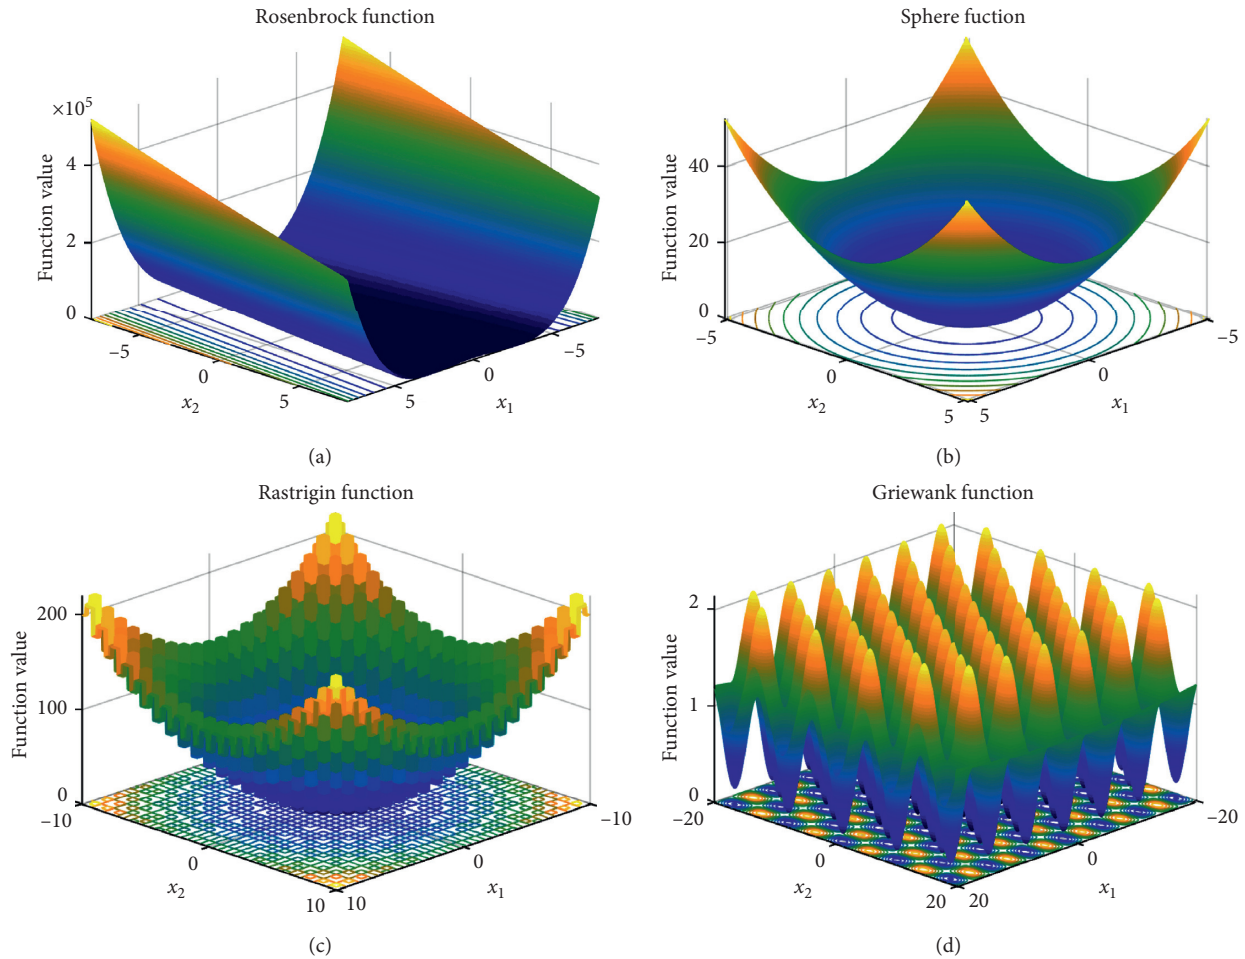 Rosenbrock function
×10⁵
4
2
0
Function value
−5
0
5
x₂
5
0
−5
x₁
(a)
Sphere fuction
40
20
0
Function value
−5
0
5
x₂
5
0
−5
x₁
(b)
Rastrigin function
200
100
0
Function value
−10
0
10
x₂
10
0
−10
x₁
(c)
Griewank function
2
1
0
Function value
−20
0
20
x₂
20
0
−20
x₁
(d)